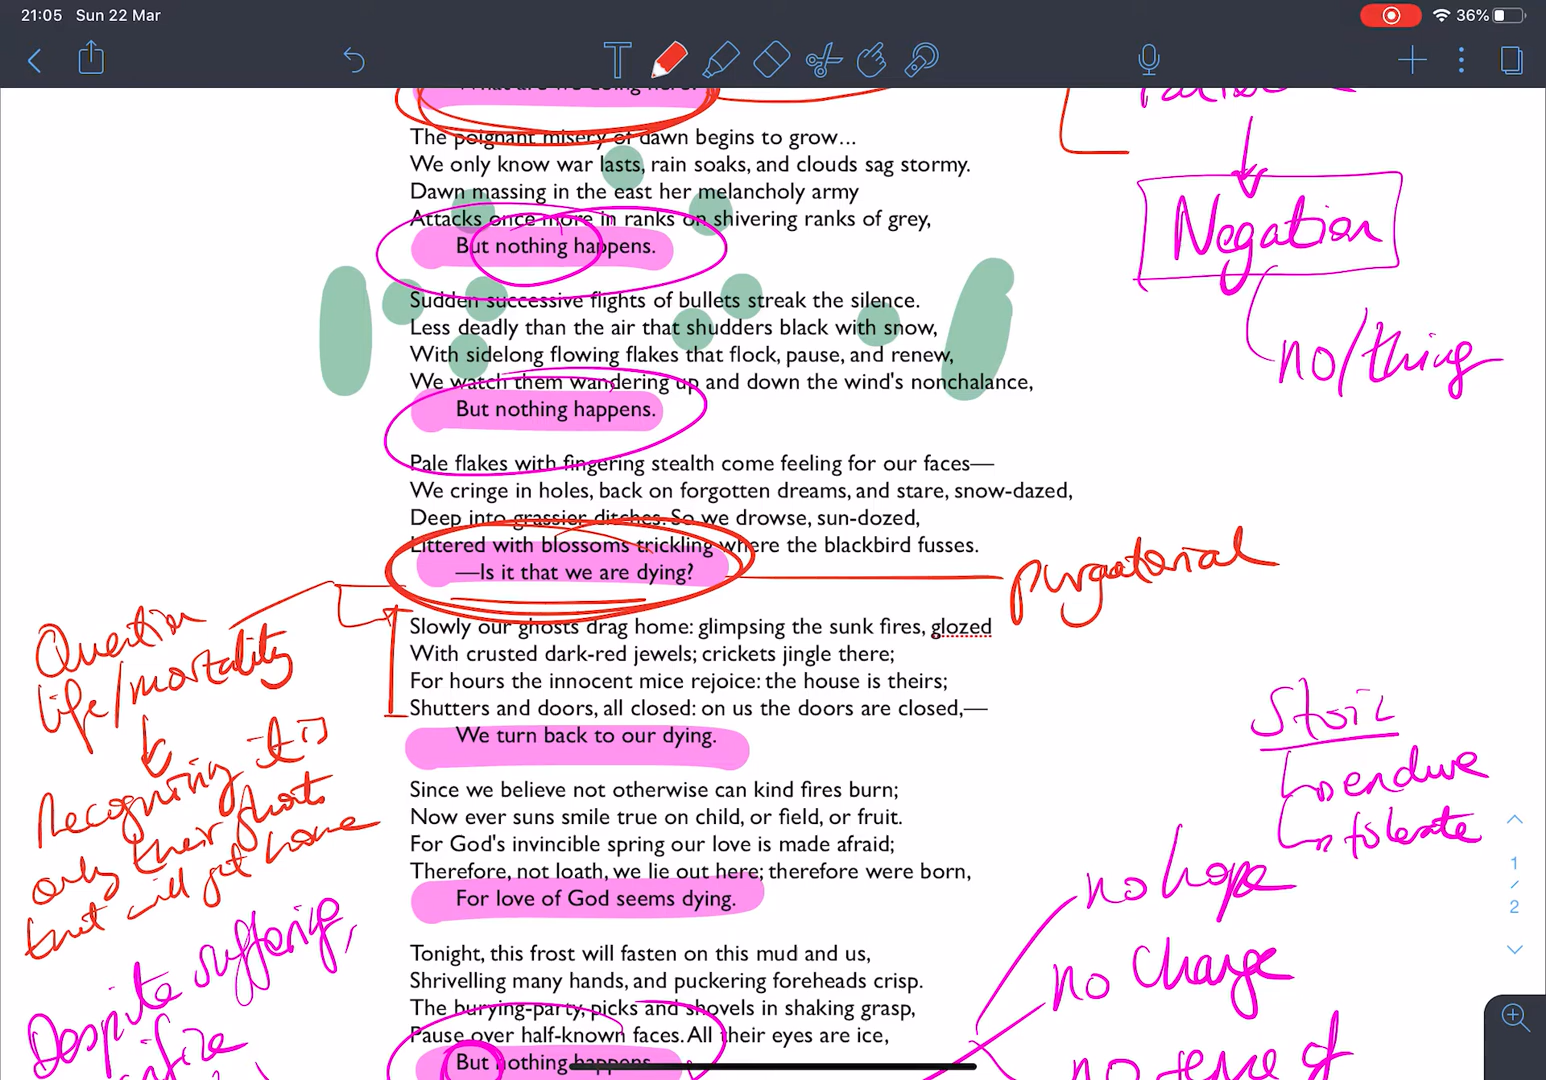 21:05 Sun 22 Mar
36%
What are we doing here?
The poignant misery of dawn begins to grow...
We only know war lasts, rain soaks, and clouds sag stormy.
Dawn massing in the east her melancholy army
Attacks once more in ranks on shivering ranks of grey,
But nothing happens.
Negation
no/thing
Sudden successive flights of bullets streak the silence.
Less deadly than the air that shudders black with snow,
With sidelong flowing flakes that flock, pause, and renew,
We watch them wandering up and down the wind's nonchalance,
But nothing happens.
Pale flakes with fingering stealth come feeling for our faces—
We cringe in holes, back on forgotten dreams, and stare, snow-dazed,
Deep into grassier ditches. So we drowse, sun-dozed,
Littered with blossoms trickling where the blackbird fusses.
—Is it that we are dying?
purgatorial
Question
life/mortality
Recognising it is
only their ghosts
that will get home
Slowly our ghosts drag home: glimpsing the sunk fires, glozed
With crusted dark-red jewels; crickets jingle there;
For hours the innocent mice rejoice: the house is theirs;
Shutters and doors, all closed: on us the doors are closed,—
We turn back to our dying.
Stoic
endure
tolerate
Since we believe not otherwise can kind fires burn;
Now ever suns smile true on child, or field, or fruit.
For God's invincible spring our love is made afraid;
Therefore, not loath, we lie out here; therefore were born,
For love of God seems dying.
1
/
2
no hope
no change
Despite suffering,
Tonight, this frost will fasten on this mud and us,
Shrivelling many hands, and puckering foreheads crisp.
The burying-party, picks and shovels in shaking grasp,
Pause over half-known faces. All their eyes are ice,
But nothing happens.